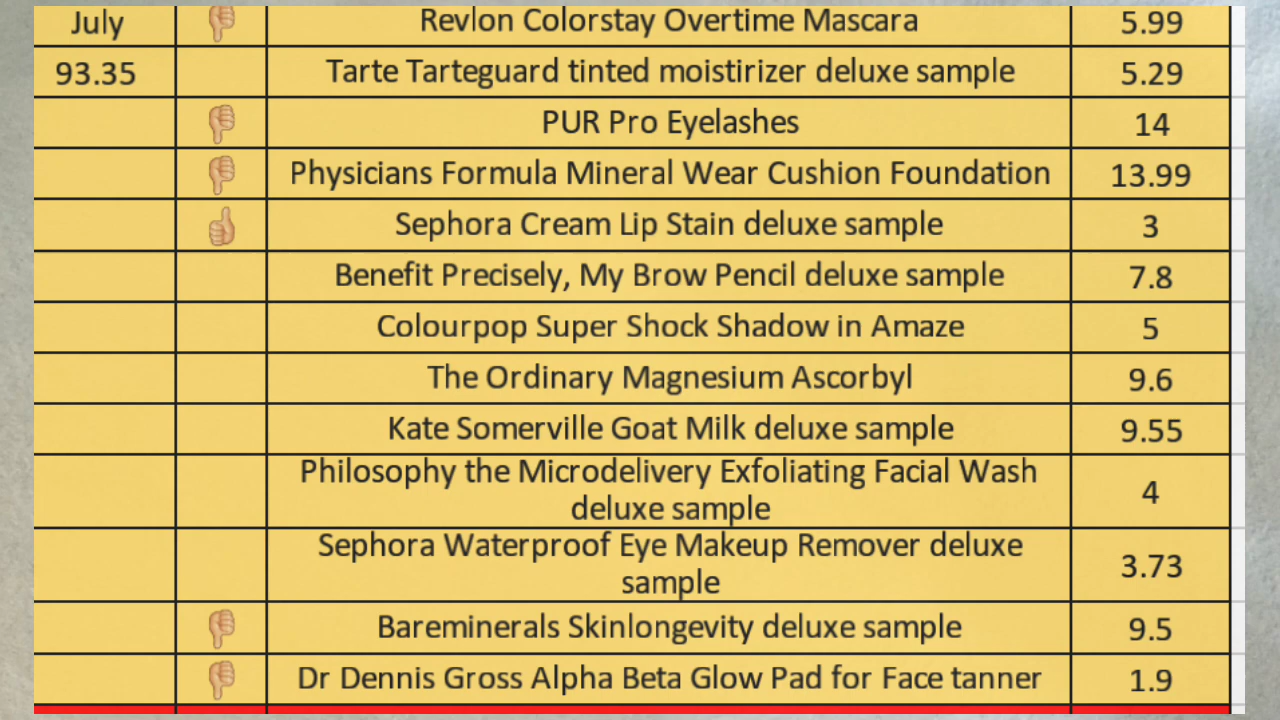 July 👎🏼 Revlon Colorstay Overtime Mascara 5.99
93.35 Tarte Tarteguard tinted moistirizer deluxe sample 5.29
👎🏼 PUR Pro Eyelashes 14
👎🏼 Physicians Formula Mineral Wear Cushion Foundation 13.99
👍🏼 Sephora Cream Lip Stain deluxe sample 3
Benefit Precisely, My Brow Pencil deluxe sample 7.8
Colourpop Super Shock Shadow in Amaze 5
The Ordinary Magnesium Ascorbyl 9.6
Kate Somerville Goat Milk deluxe sample 9.55
Philosophy the Microdelivery Exfoliating Facial Wash
deluxe sample 4
Sephora Waterproof Eye Makeup Remover deluxe
sample 3.73
👎🏼 Bareminerals Skinlongevity deluxe sample 9.5
👎🏼 Dr Dennis Gross Alpha Beta Glow Pad for Face tanner 1.9